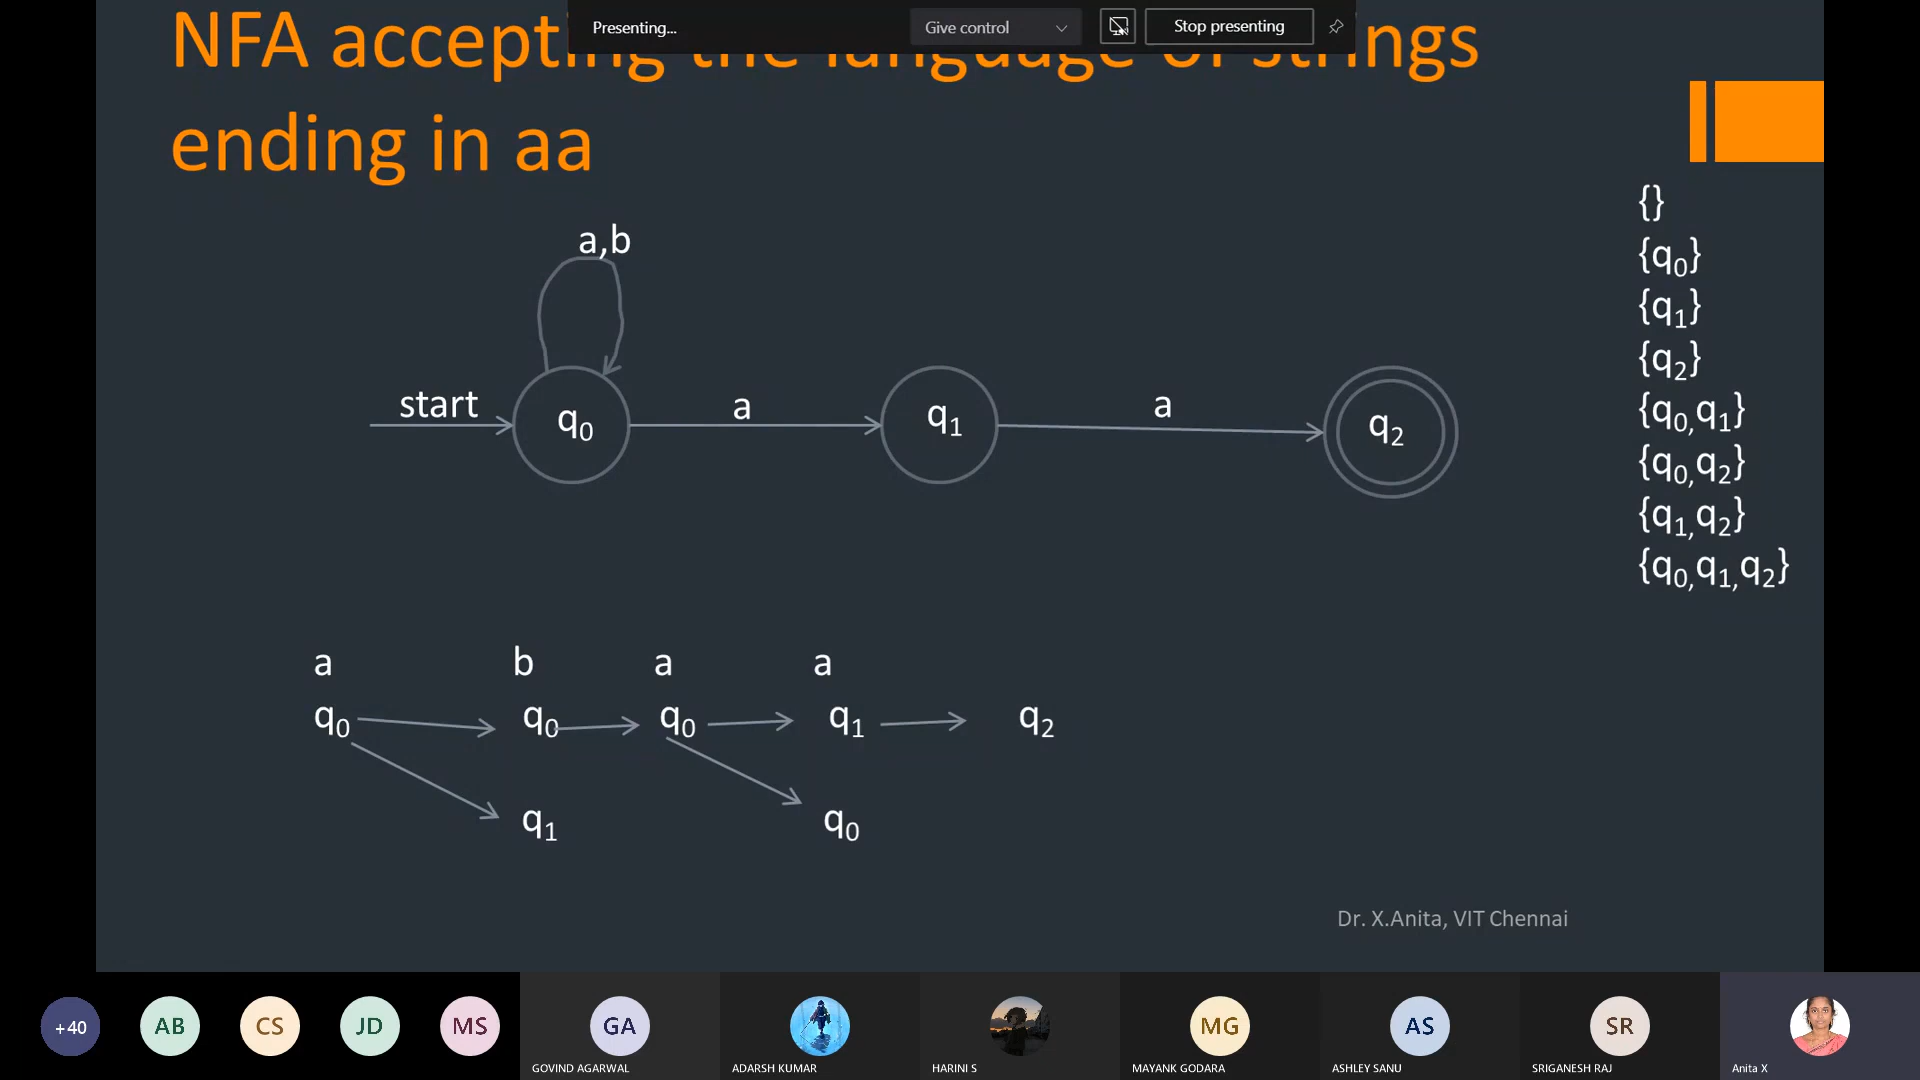 Presenting...
Give control
Stop presenting
NFA accepting the language of strings
ending in aa
{}
{q0}
{q1}
{q2}
{q0,q1}
{q0,q2}
{q1,q2}
{q0,q1,q2}
a,b
start
q0
a
q1
a
q2
a b a a
q0 q0 q0 q1 q2
q1 q0
Dr. X.Anita, VIT Chennai
+40
AB
CS
JD
MS
GA
MG
AS
SR
GOVIND AGARWAL
ADARSH KUMAR
HARINI S
MAYANK GODARA
ASHLEY SANU
SRIGANESH RAJ
Anita X